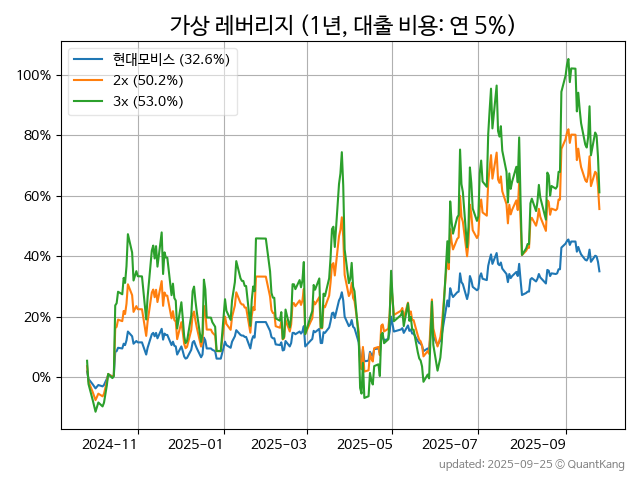 가상 레버리지 (1년, 대출 비용: 연 5%)
현대모비스 (32.6%)
2x (50.2%)
3x (53.0%)
100%
80%
60%
40%
20%
0%
2024-11
2025-01
2025-03
2025-05
2025-07
2025-09
updated: 2025-09-25 © QuantKang